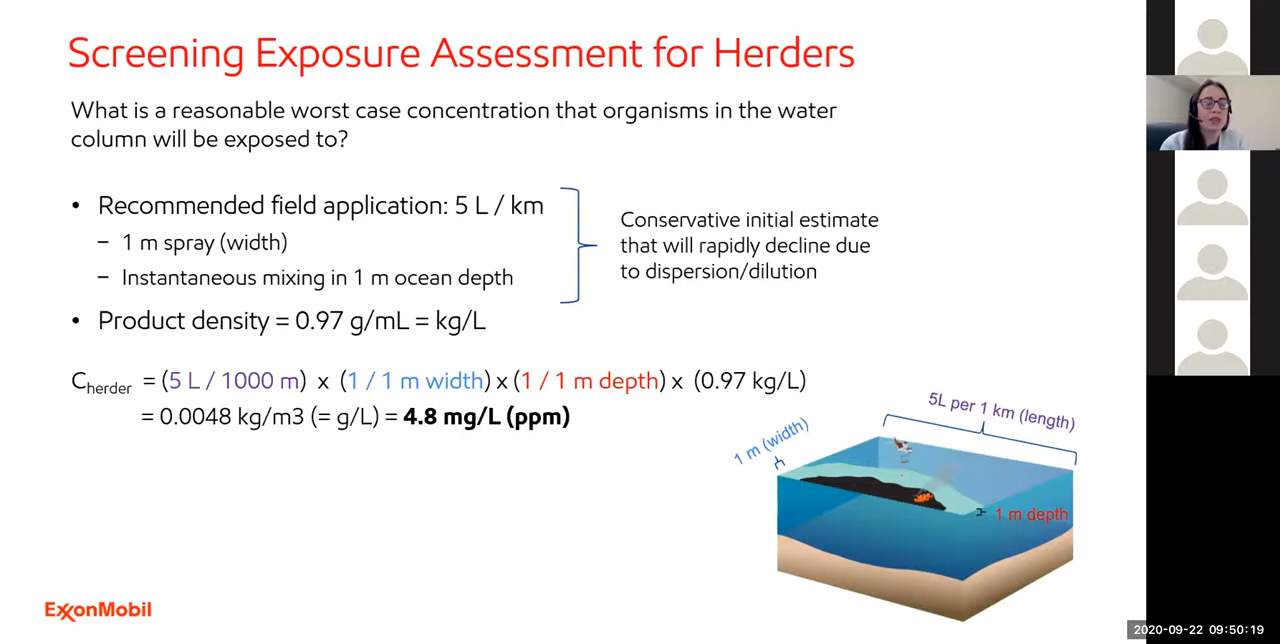 Screening Exposure Assessment for Herders
What is a reasonable worst case concentration that organisms in the water
column will be exposed to?
• Recommended field application: 5 L / km
– 1 m spray (width)
– Instantaneous mixing in 1 m ocean depth
Conservative initial estimate
that will rapidly decline due
to dispersion/dilution
• Product density = 0.97 g/mL = kg/L
Cherder = (5 L / 1000 m) x (1 / 1 m width) x (1 / 1 m depth) x (0.97 kg/L)
= 0.0048 kg/m3 (= g/L) = 4.8 mg/L (ppm)
5L per 1 km (length)
1 m (width)
1 m depth
ExxonMobil
2020-09-22 09:50:19